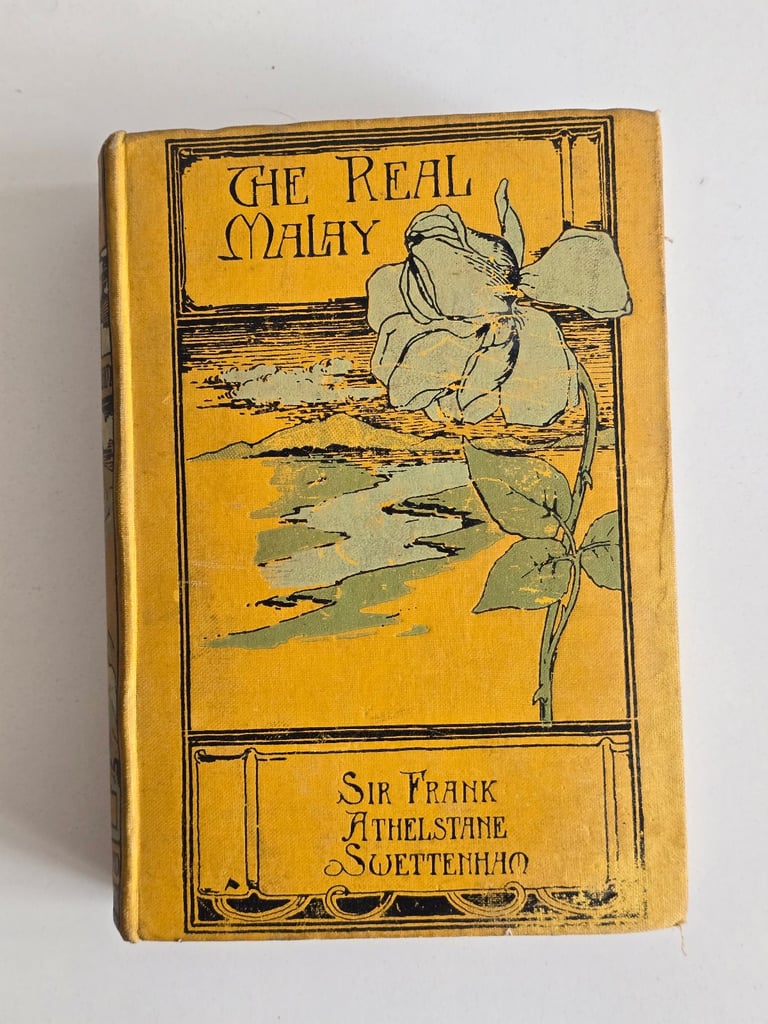 THE REAL
MALAY
SIR FRANK
ATHELSTANE
SWETTENHAM